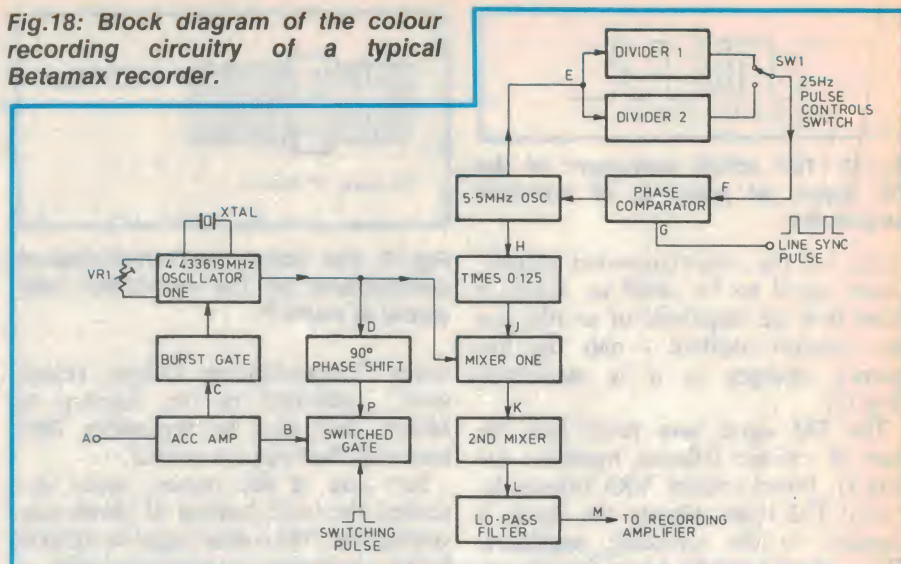 Fig.18: Block diagram of the colour
recording circuitry of a typical
Betamax recorder.
DIVIDER 1
SW1
E
25Hz
PULSE
CONTROLS
SWITCH
DIVIDER 2
XTAL
5·5MHz OSC
PHASE
COMPARATOR
F
G
LINE SYNC
PULSE
VR1
4 433619MHz
OSCILLATOR
ONE
H
TIMES 0·125
D
J
BURST GATE
90°
PHASE SHIFT
MIXER ONE
C
P
K
A
ACC AMP
B
SWITCHED
GATE
2ND MIXER
L
SWITCHING
PULSE
LO-PASS
FILTER
M
TO RECORDING
AMPLIFIER